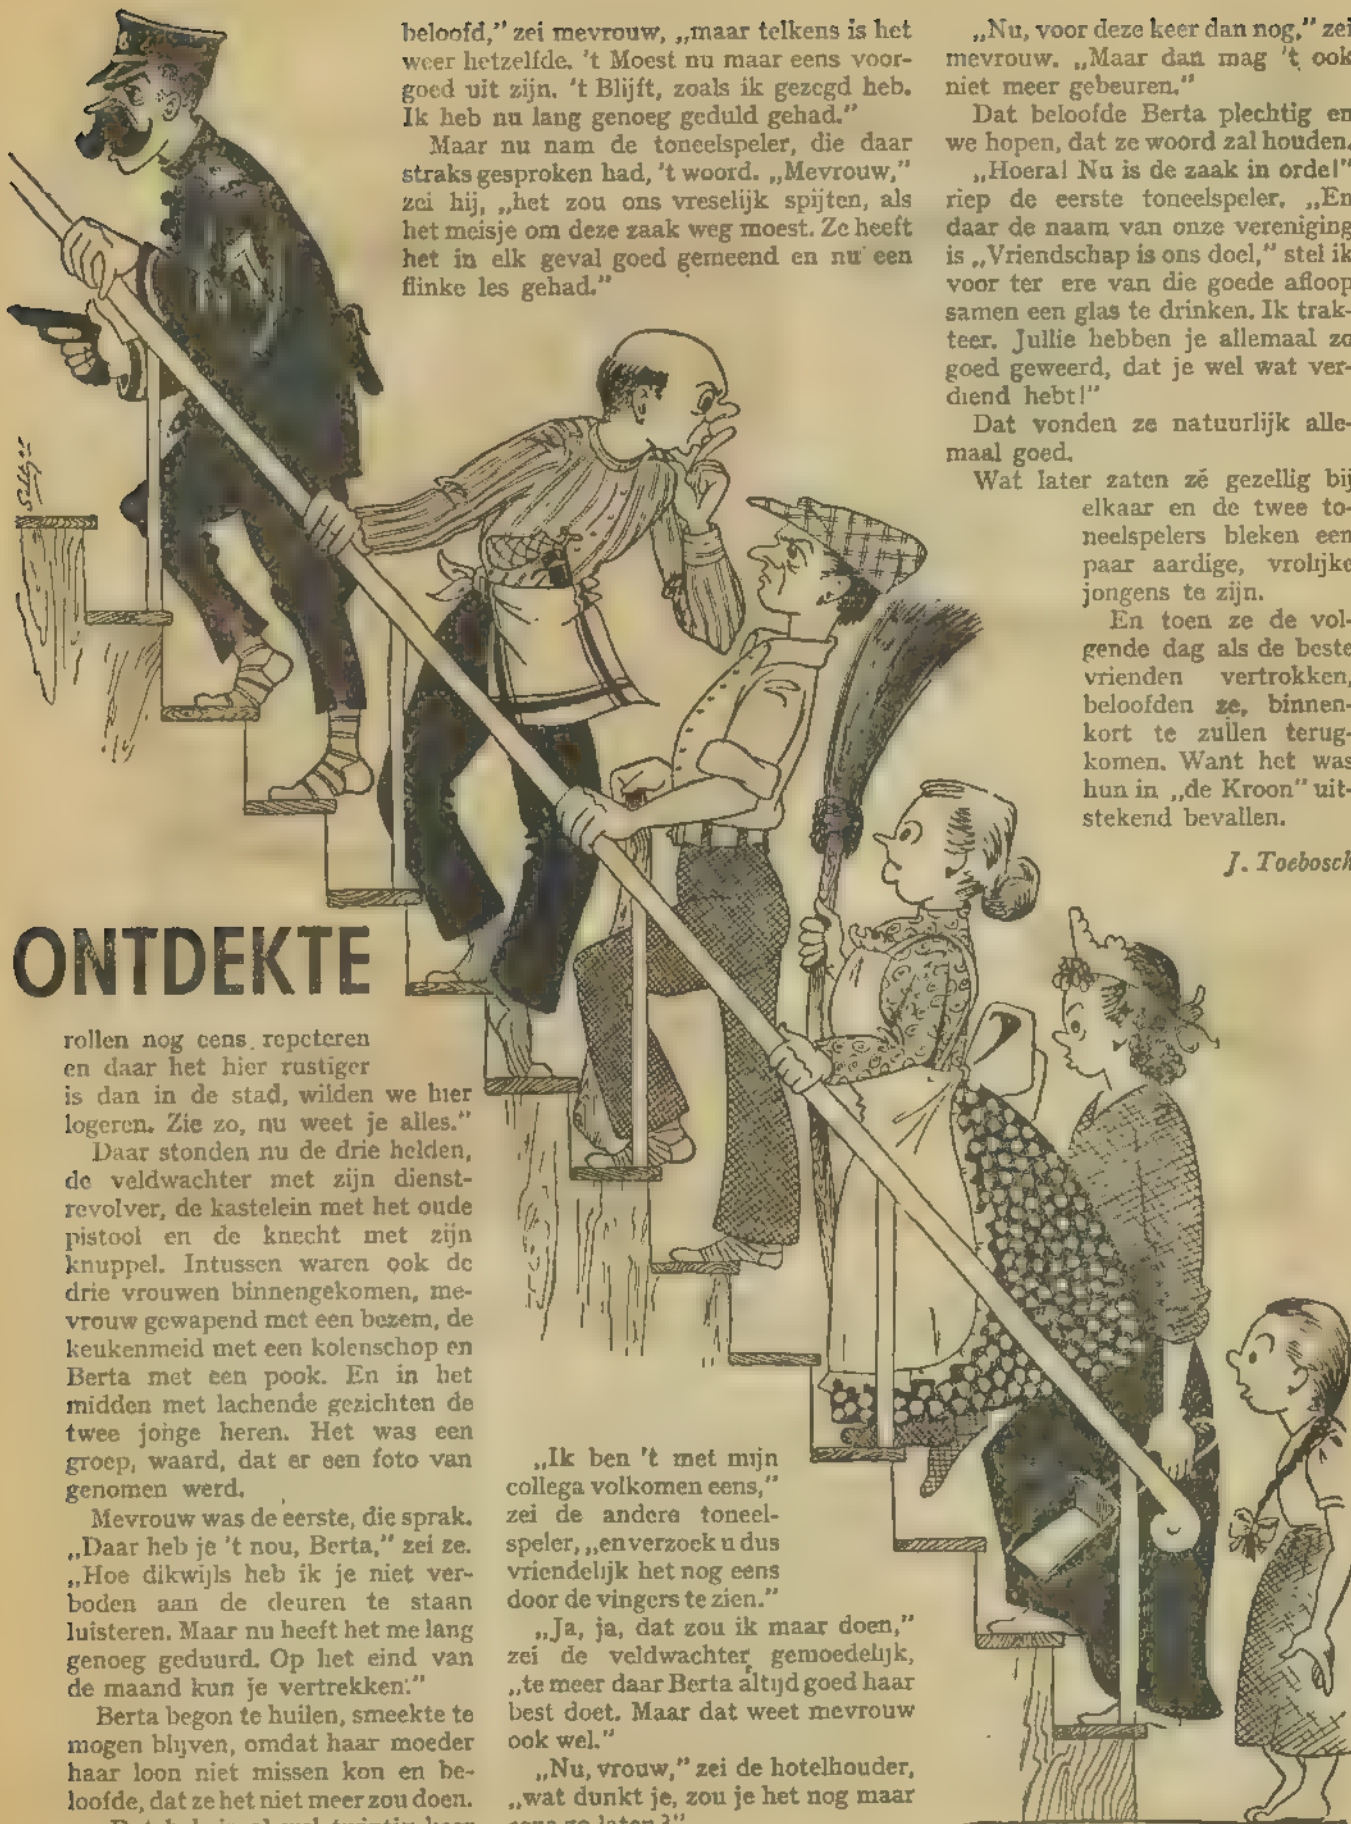 ONTDEKTE
rollen nog eens repeteren
en daar het hier rustiger
is dan in de stad, wilden we hier
logeren. Zie zo, nu weet je alles.”
Daar stonden nu de drie helden,
de veldwachter met zijn dienst-
revolver, de kastelein met het oude
pistool en de knecht met zijn
knuppel. Intussen waren ook de
drie vrouwen binnengekomen, me-
vrouw gewapend met een bezem, de
keukenmeid met een kolenschop en
Berta met een pook. En in het
midden met lachende gezichten de
twee jonge heren. Het was een
groep, waard, dat er een foto van
genomen werd.
Mevrouw was de eerste, die sprak.
„Daar heb je 't nou, Berta,” zei ze.
„Hoe dikwijls heb ik je niet ver-
boden aan de deuren te staan
luisteren. Maar nu heeft het me lang
genoeg geduurd. Op het eind van
de maand kun je vertrekken.”
Berta begon te huilen, smeekte te
mogen blijven, omdat haar moeder
haar loon niet missen kon en be-
loofde, dat ze het niet meer zou doen.
beloofd,” zei mevrouw, „maar telkens is het
weer hetzelfde. 't Moest nu maar eens voor-
goed uit zijn. 't Blijft, zoals ik gezegd heb.
Ik heb nu lang genoeg geduld gehad.”
Maar nu nam de toneelspeler, die daar
straks gesproken had, 't woord. „Mevrouw,”
zei hij, „het zou ons vreselijk spijten, als
het meisje om deze zaak weg moest. Ze heeft
het in elk geval goed gemeend en nu een
flinke les gehad.”
„Ik ben 't met mijn
collega volkomen eens,”
zei de andere toneel-
speler, „en verzoek u dus
vriendelijk het nog eens
door de vingers te zien.”
„Ja, ja, dat zou ik maar doen,”
zei de veldwachter gemoedelijk,
„te meer daar Berta altijd goed haar
best doet. Maar dat weet mevrouw
ook wel.”
„Nu, vrouw,” zei de hotelhouder,
„wat dunkt je, zou je het nog maar
„Nu, voor deze keer dan nog,” zei
mevrouw. „Maar dan mag 't ook
niet meer gebeuren.”
Dat beloofde Berta plechtig en
we hopen, dat ze woord zal houden.
„Hoera! Nu is de zaak in orde!”
riep de eerste toneelspeler. „En
daar de naam van onze vereniging
is „Vriendschap is ons doel,” stel ik
voor ter ere van die goede afloop
samen een glas te drinken. Ik trak-
teer. Jullie hebben je allemaal zo
goed geweerd, dat je wel wat ver-
diend hebt!”
Dat vonden ze natuurlijk alle-
maal goed.
Wat later zaten ze gezellig bij
elkaar en de twee to-
neelspelers bleken een
paar aardige, vrolijke
jongens te zijn.
En toen ze de vol-
gende dag als de beste
vrienden vertrokken,
beloofden ze, binnen-
kort te zullen terug-
komen. Want het was
hun in „de Kroon” uit-
stekend bevallen.
J. Toebosch